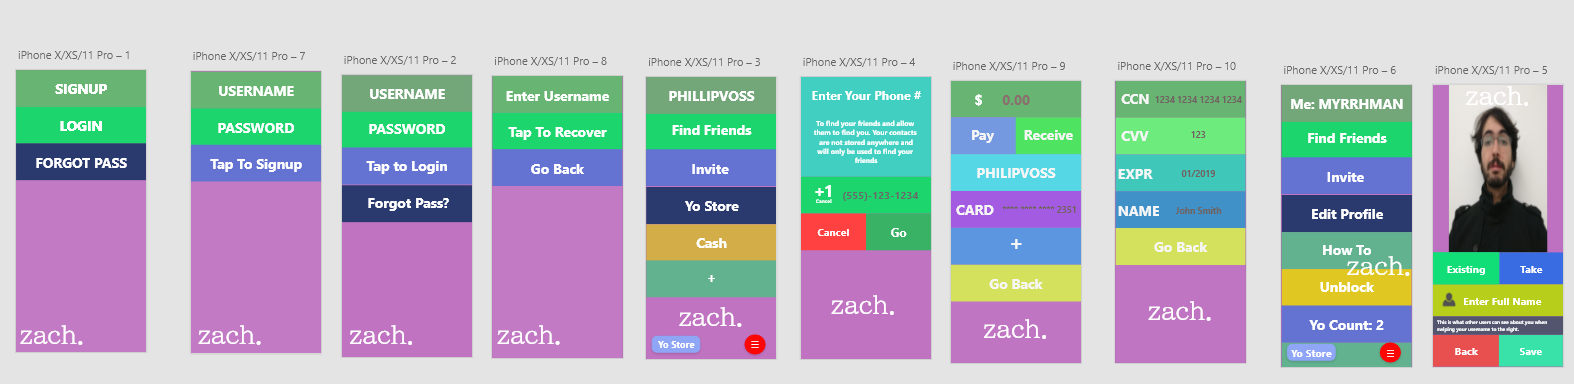 iPhone X/XS/11 Pro – 1
SIGNUP
LOGIN
FORGOT PASS
zach.
iPhone X/XS/11 Pro – 7
USERNAME
PASSWORD
Tap To Signup
zach.
iPhone X/XS/11 Pro – 2
USERNAME
PASSWORD
Tap to Login
Forgot Pass?
zach.
iPhone X/XS/11 Pro – 8
Enter Username
Tap To Recover
Go Back
zach.
iPhone X/XS/11 Pro – 3
PHILLIPVOSS
Find Friends
Invite
Yo Store
Cash
+
zach.
Yo Store
iPhone X/XS/11 Pro – 4
Enter Your Phone #
To find your friends and allow
them to find you. Your contacts
are not stored anywhere and
will only be used to find your
friends
+1 (555)-123-1234
Cancel
Cancel Go
zach.
iPhone X/XS/11 Pro – 9
$ 0.00
Pay Receive
PHILIPVOSS
CARD **** **** **** 2351
+
Go Back
zach.
iPhone X/XS/11 Pro – 10
CCN 1234 1234 1234 1234
CVV 123
EXPR 01/2019
NAME John Smith
Go Back
zach.
iPhone X/XS/11 Pro – 6
Me: MYRRHMAN
Find Friends
Invite
Edit Profile
How To
zach.
Unblock
Yo Count: 2
Yo Store
iPhone X/XS/11 Pro – 5
zach.
Existing Take
Enter Full Name
This is what other users can see about you when
swiping your username to the right.
Back Save